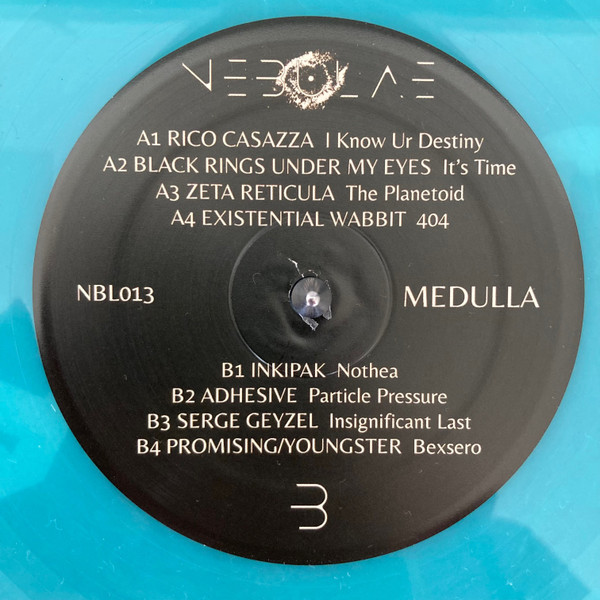 NEBULAE
A1 RICO CASAZZA I Know Ur Destiny
A2 BLACK RINGS UNDER MY EYES It's Time
A3 ZETA RETICULA The Planetoid
A4 EXISTENTIAL WABBIT 404
NBL013
MEDULLA
B1 INKIPAK Nothea
B2 ADHESIVE Particle Pressure
B3 SERGE GEYZEL Insignificant Last
B4 PROMISING/YOUNGSTER Bexsero
B